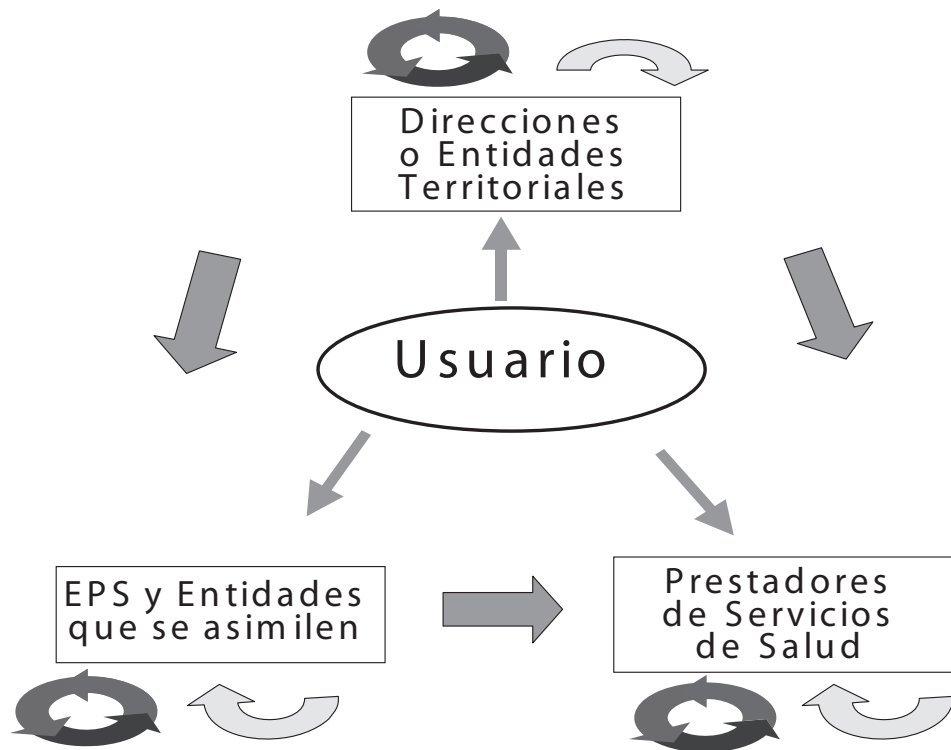 Direcciones
o Entidades
Territoriales
Usuario
EPS y Entidades
que se asimilen
Prestadores
de Servicios
de Salud